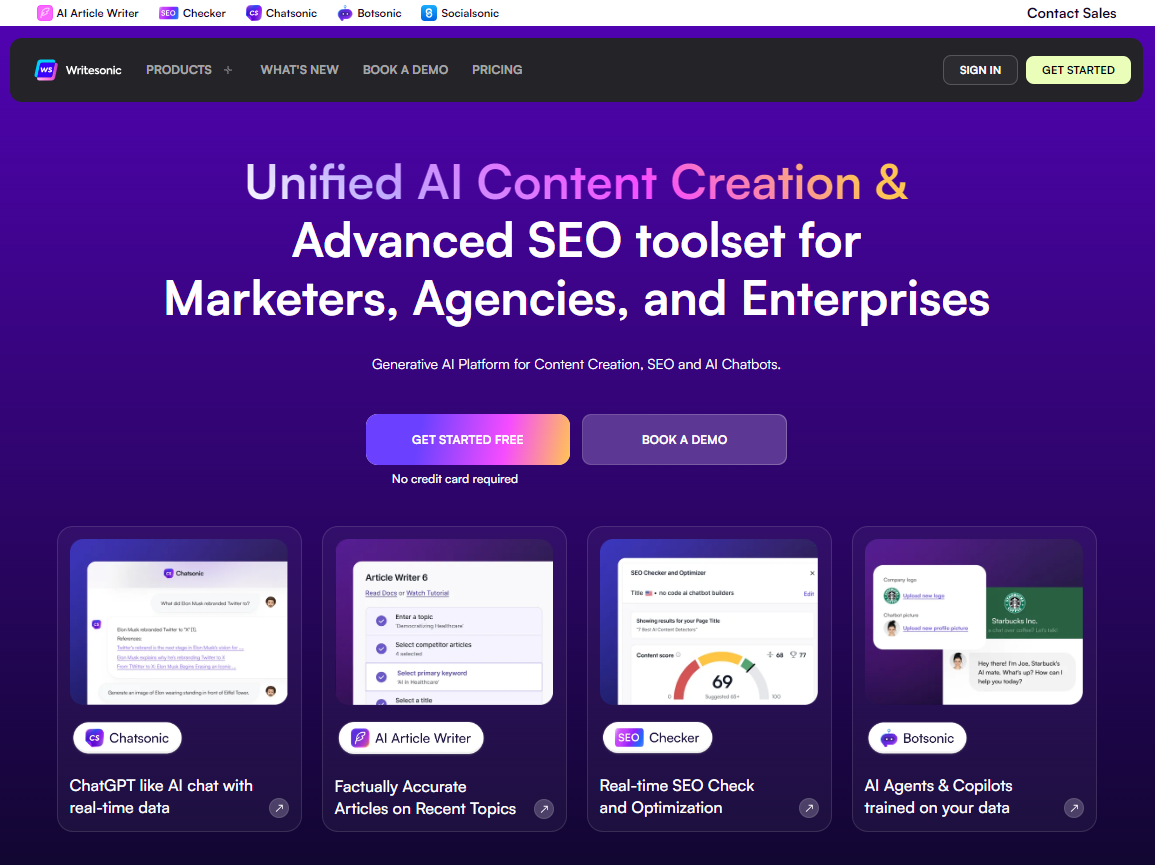 AI Article Writer
SEO Checker
CS Chatsonic
Botsonic
Socialsonic
Contact Sales
WS Writesonic
PRODUCTS +
WHAT'S NEW
BOOK A DEMO
PRICING
SIGN IN
GET STARTED
Unified AI Content Creation &
Advanced SEO toolset for
Marketers, Agencies, and Enterprises
Generative AI Platform for Content Creation, SEO and AI Chatbots.
GET STARTED FREE
BOOK A DEMO
No credit card required
CS Chatsonic
What did Elon Musk rebranded Twitter to?
CS
Elon Musk rebranded Twitter to "X" [1].
References:
Twitter's rebrand is the next stage in Elon Musk's vision for ...
Elon Musk explains why he's rebranding Twitter to X
From Twitter to X: Elon Musk Begins Erasing an Iconic ...
Generate an image of Elon wearing standing in front of Eiffel Tower.
CS Chatsonic
ChatGPT like AI chat with
real-time data
Article Writer 6
Read Docs or Watch Tutorial
Enter a topic
'Democratizing Healthcare'
Select competitor articles
4 selected
Select primary keyword
'AI in Healthcare'
Select a title
AI Article Writer
Factually Accurate
Articles on Recent Topics
SEO Checker and Optimizer
Title • no code ai chatbot builders
Edit
Showing results for your Page Title
"7 Best AI Content Detectors"
Content score
68
77
69
0
Suggested 68+
100
SEO Checker
Real-time SEO Check
and Optimization
Company logo
Upload new logo
Chatbot picture
Upload new profile picture
Starbucks Inc.
your coffee? Let's talk!
Hey there! I'm Joe, Starbuck's
AI mate. What's up? How can I
help you today?
Botsonic
AI Agents & Copilots
trained on your data